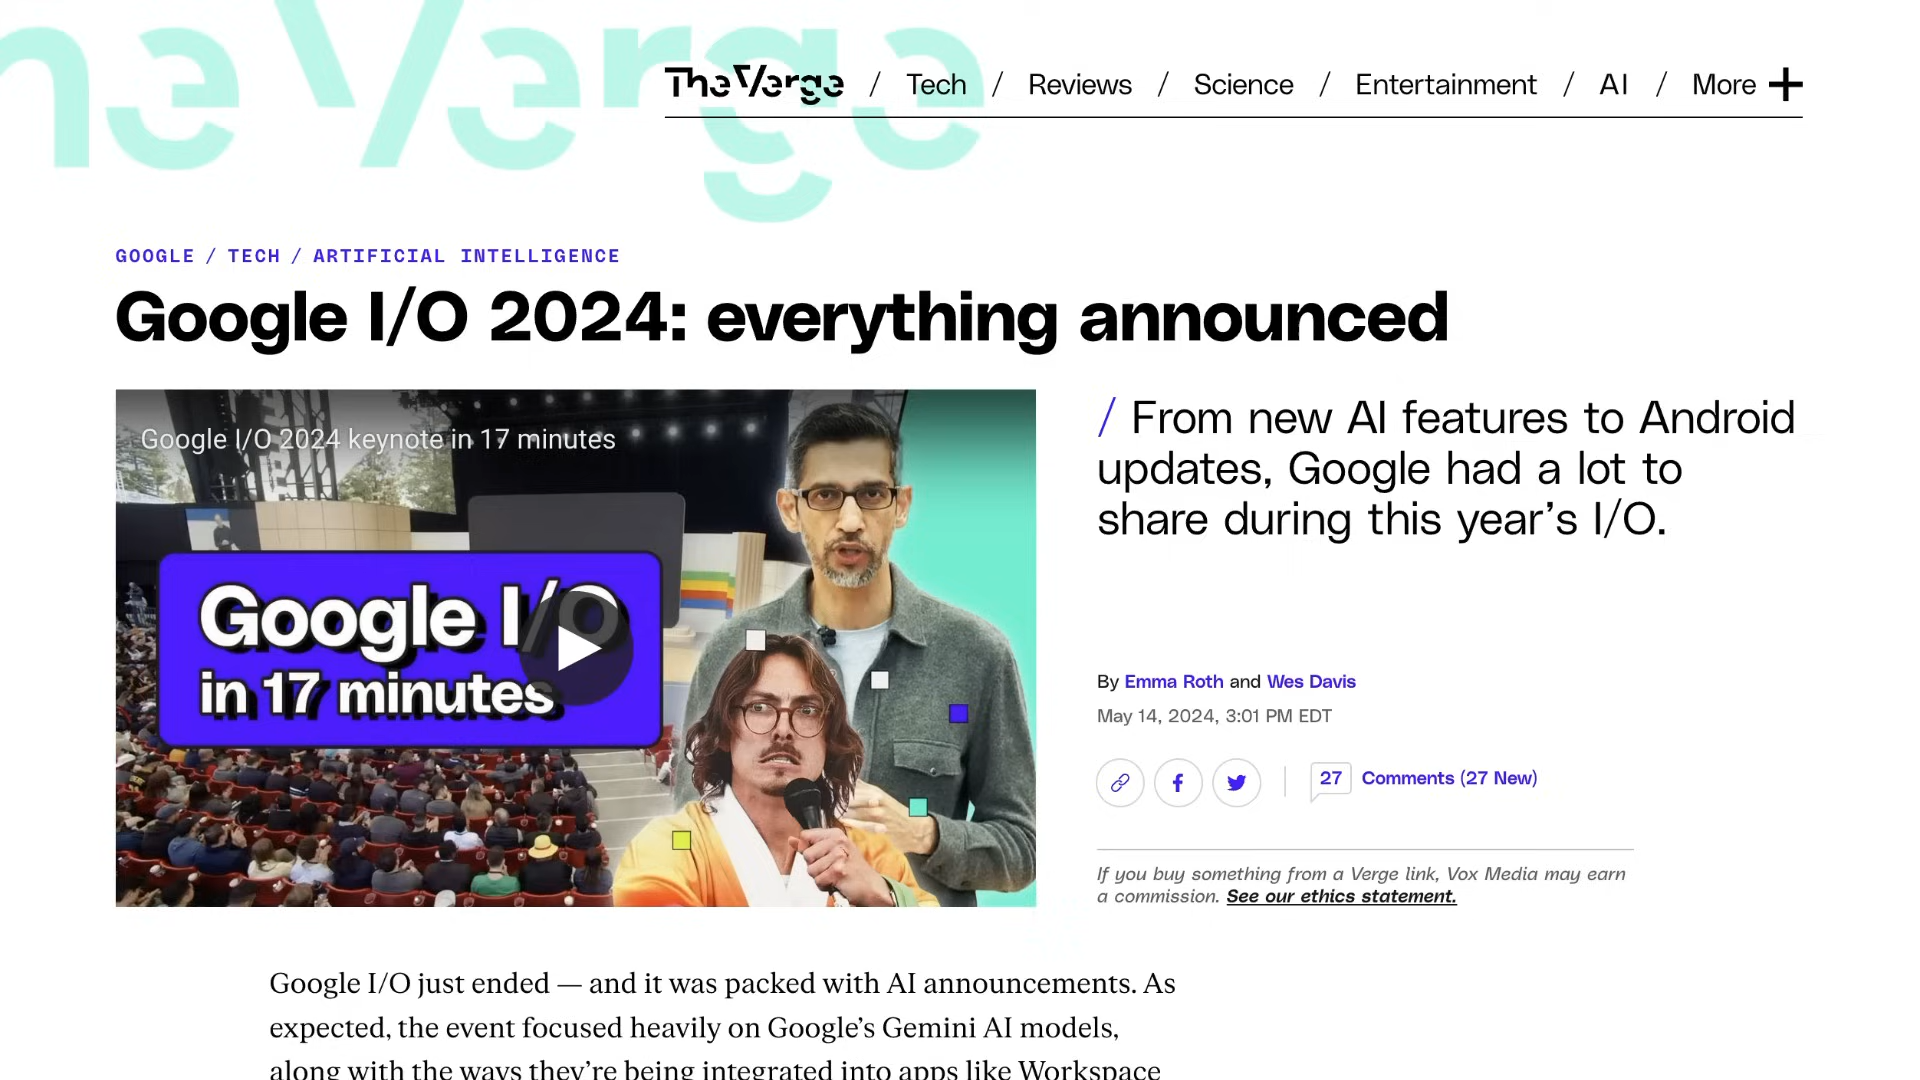 The Verge
The Verge / Tech / Reviews / Science / Entertainment / AI / More
GOOGLE / TECH / ARTIFICIAL INTELLIGENCE
Google I/O 2024: everything announced
Google I/O 2024 keynote in 17 minutes
Google I/O
in 17 minutes
/ From new AI features to Android
updates, Google had a lot to
share during this year’s I/O.
By Emma Roth and Wes Davis
May 14, 2024, 3:01 PM EDT
27 Comments (27 New)
If you buy something from a Verge link, Vox Media may earn
a commission. See our ethics statement.
Google I/O just ended — and it was packed with AI announcements. As
expected, the event focused heavily on Google’s Gemini AI models,
along with the ways they’re being integrated into apps like Workspace